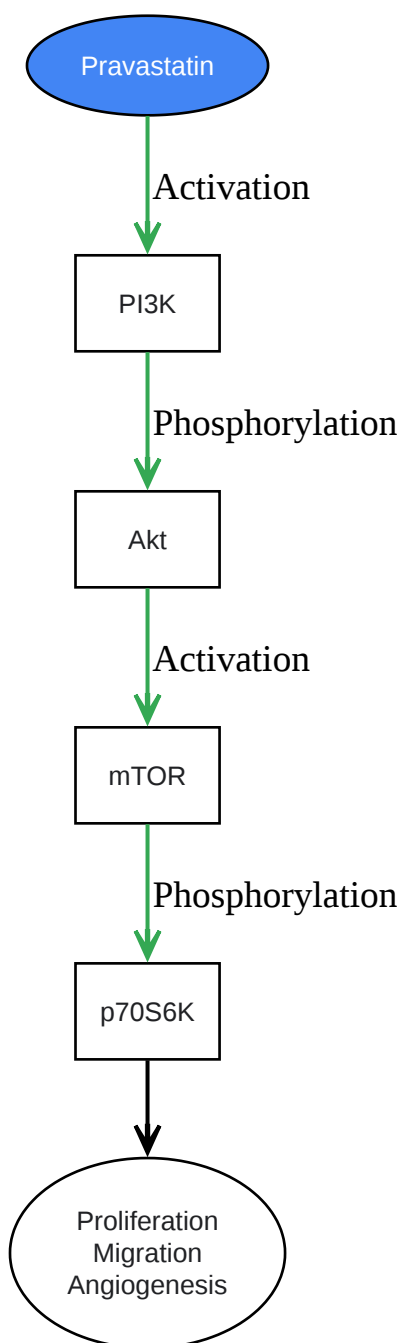 Pravastatin
Activation
PI3K
Phosphorylation
Akt
Activation
mTOR
Phosphorylation
p70S6K
Proliferation
Migration
Angiogenesis